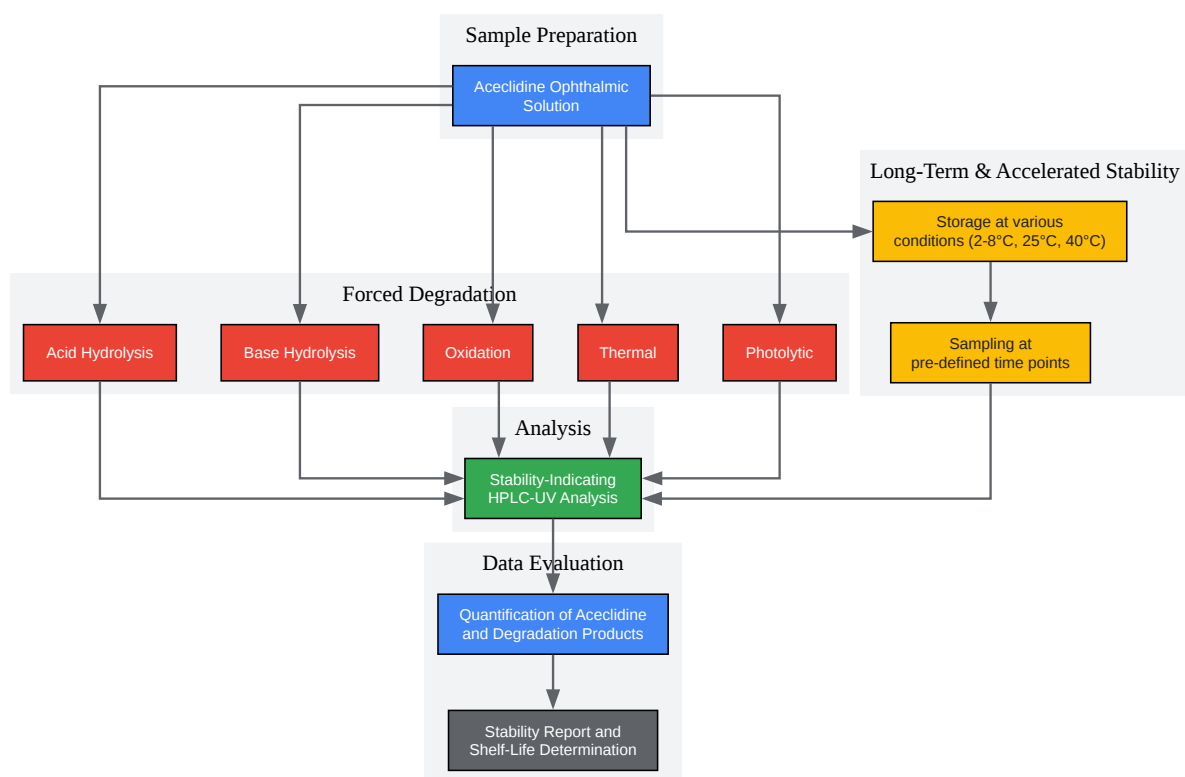 Sample Preparation
Aceclidine Ophthalmic
Solution
Long-Term & Accelerated Stability
Storage at various
conditions (2-8°C, 25°C, 40°C)
Forced Degradation
Acid Hydrolysis
Base Hydrolysis
Oxidation
Thermal
Photolytic
Sampling at
pre-defined time points
Analysis
Stability-Indicating
HPLC-UV Analysis
Data Evaluation
Quantification of Aceclidine
and Degradation Products
Stability Report and
Shelf-Life Determination